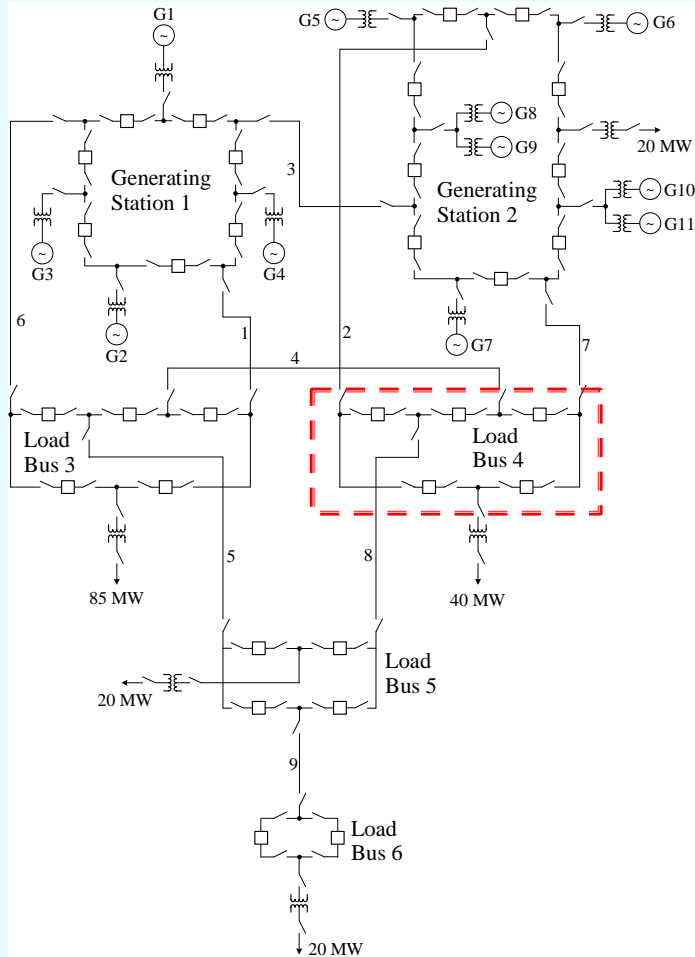 G1
G5
G6
G8
G9
20 MW
3
Generating
Station 1
Generating
Station 2
G10
G11
G3
G4
6
G2
1
2
G7
7
4
Load
Bus 3
Load
Bus 4
5
8
85 MW
40 MW
Load
Bus 5
20 MW
9
Load
Bus 6
20 MW